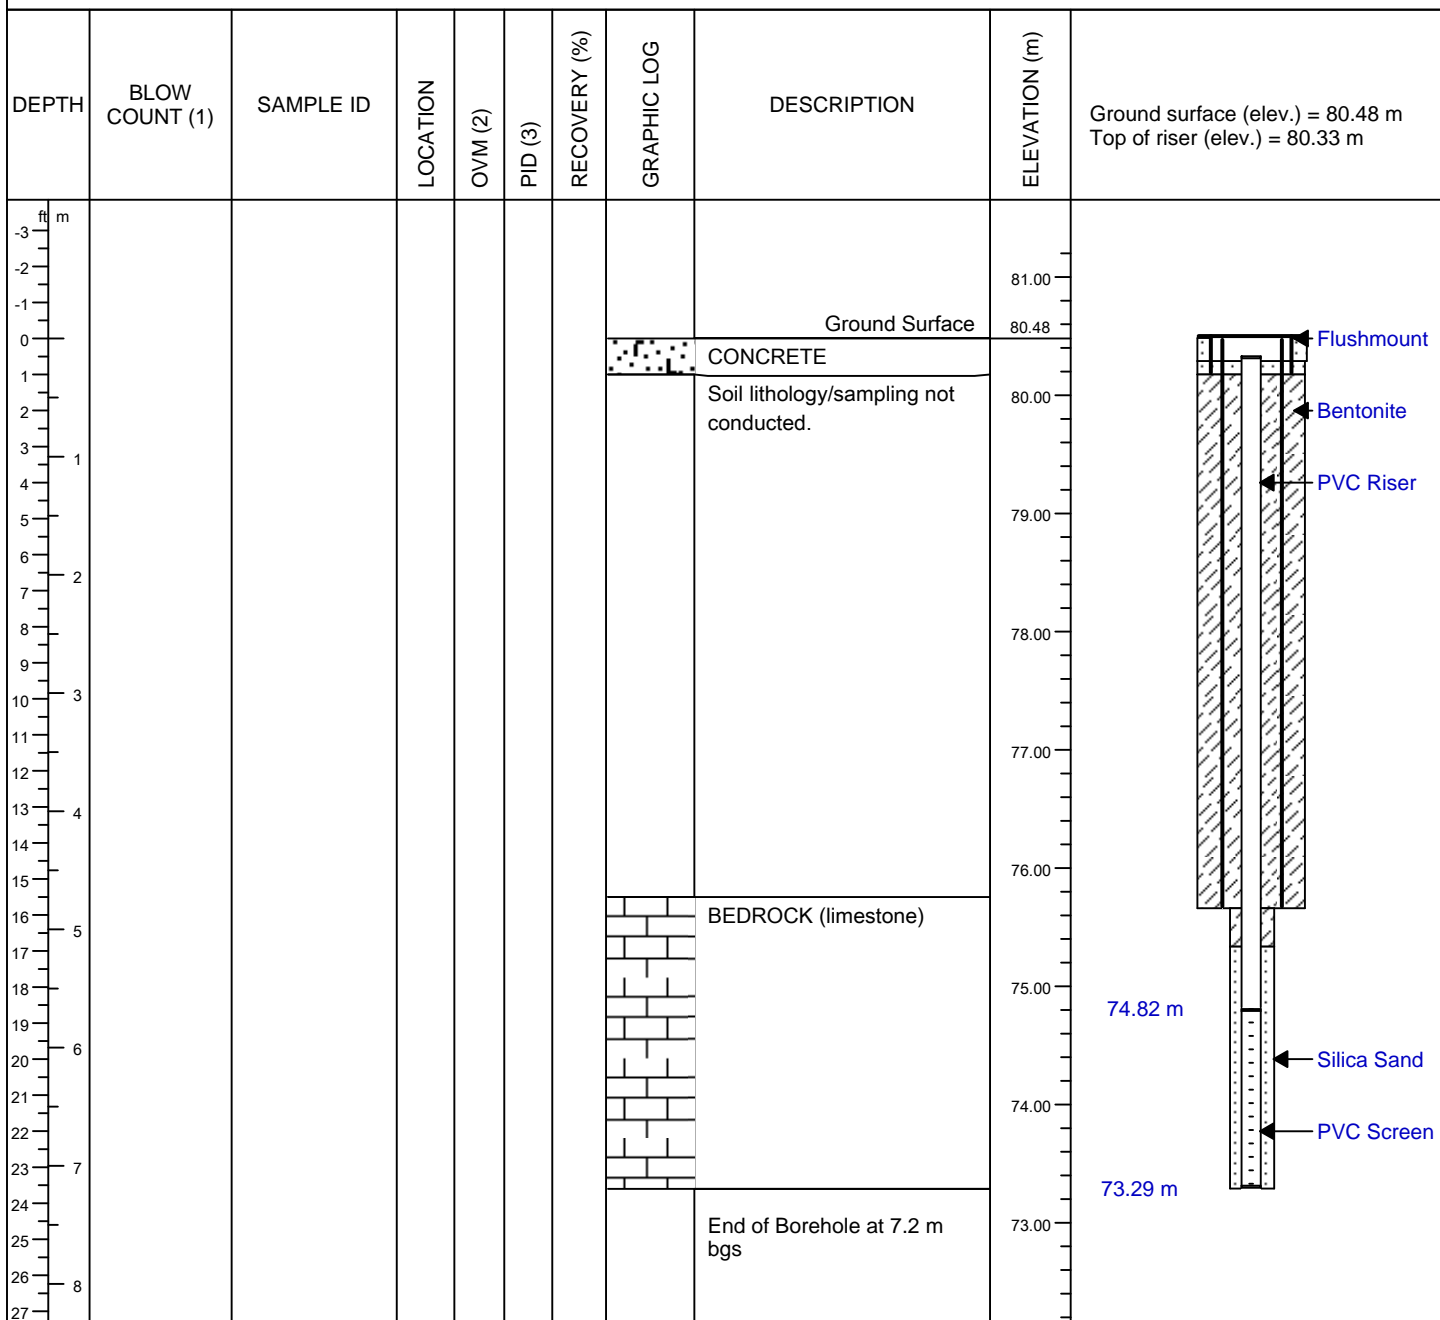 DEPTH
BLOW
COUNT (1)
SAMPLE ID
LOCATION
OVM (2)
PID (3)
RECOVERY (%)
GRAPHIC LOG
DESCRIPTION
ELEVATION (m)
Ground surface (elev.) = 80.48 m
Top of riser (elev.) = 80.33 m
ft m
-3
-2
-1
0
1
2
3
4
5
6
7
8
9
10
11
12
13
14
15
16
17
18
19
20
21
22
23
24
25
26
27
1
2
3
4
5
6
7
8
Ground Surface
CONCRETE
Soil lithology/sampling not
conducted.
BEDROCK (limestone)
End of Borehole at 7.2 m
bgs
81.00
80.48
80.00
79.00
78.00
77.00
76.00
75.00
74.00
73.00
Flushmount
Bentonite
PVC Riser
74.82 m
Silica Sand
PVC Screen
73.29 m